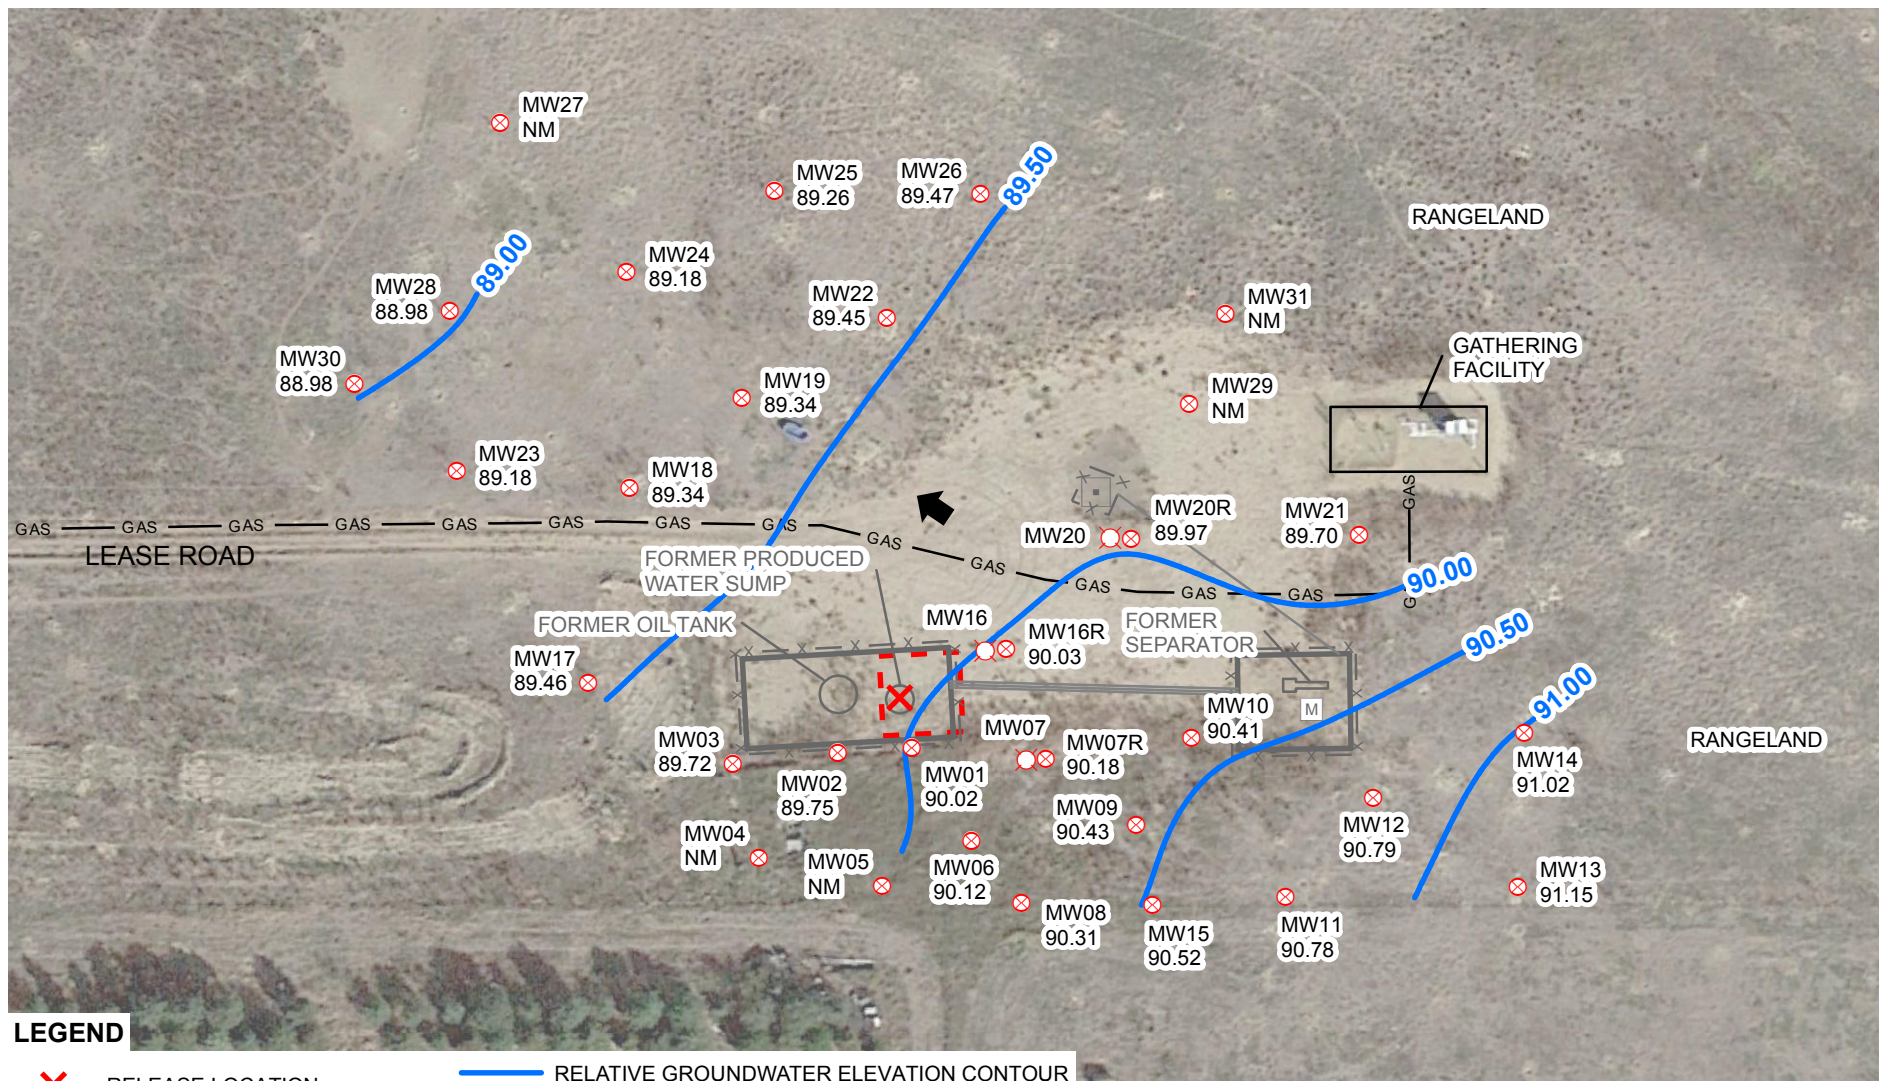 MW27
NM
MW25
89.26
MW26
89.47
89.50
RANGELAND
MW24
89.18
89.00
MW28
88.98
MW22
89.45
MW31
NM
GATHERING
FACILITY
MW30
88.98
MW19
89.34
MW29
NM
MW23
89.18
MW18
89.34
GAS
MW20R
89.97
MW21
89.70
MW20
GAS GAS GAS GAS GAS GAS GAS GAS GAS GAS GAS GAS GAS
LEASE ROAD
FORMER PRODUCED
WATER SUMP
90.00
FORMER OIL TANK
MW16
MW16R
90.03
FORMER
SEPARATOR
90.50
MW17
89.46
91.00
M
MW10
90.41
MW03
89.72
MW07
MW07R
90.18
RANGELAND
MW02
89.75
MW01
90.02
MW14
91.02
MW09
90.43
MW12
90.79
MW04
NM
MW05
NM
MW06
90.12
MW13
91.15
MW08
90.31
MW15
90.52
MW11
90.78
LEGEND
RELEASE LOCATION
RELATIVE GROUNDWATER ELEVATION CONTOUR